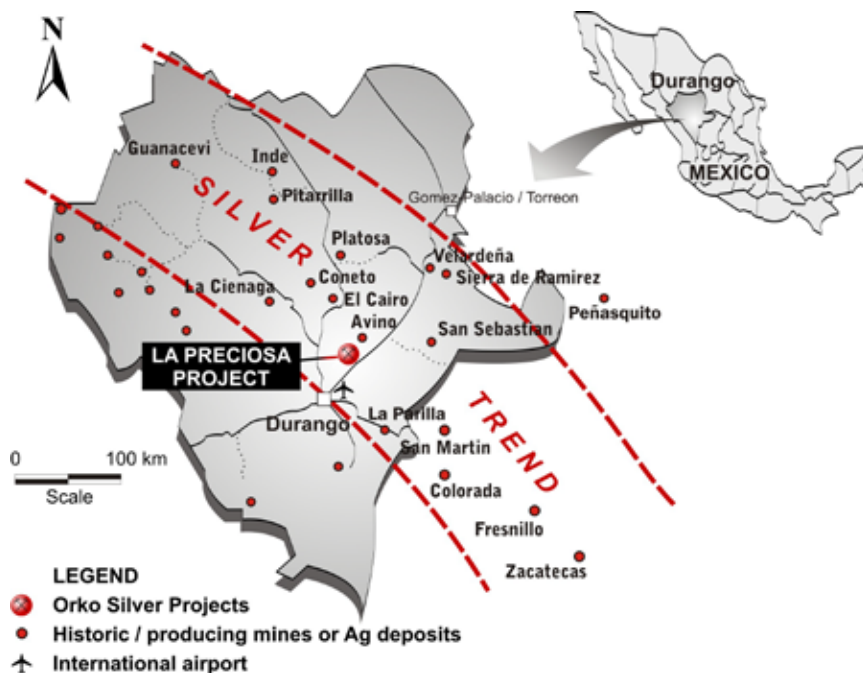 N
Durango
MEXICO
Guanacevi
Inde
Pitarrilla
SILVER
Gomez-Palacio / Torreon
Platosa
Velardeña
Coneto
Sierra de Ramirez
La Cienaga
El Cairo
Peñasquito
Avino
San Sebastian
LA PRECIOSA
PROJECT
Durango
La Parilla
TREND
San Martin
0 100 km
Scale
Colorada
Fresnillo
Zacatecas
LEGEND
Orko Silver Projects
Historic / producing mines or Ag deposits
International airport